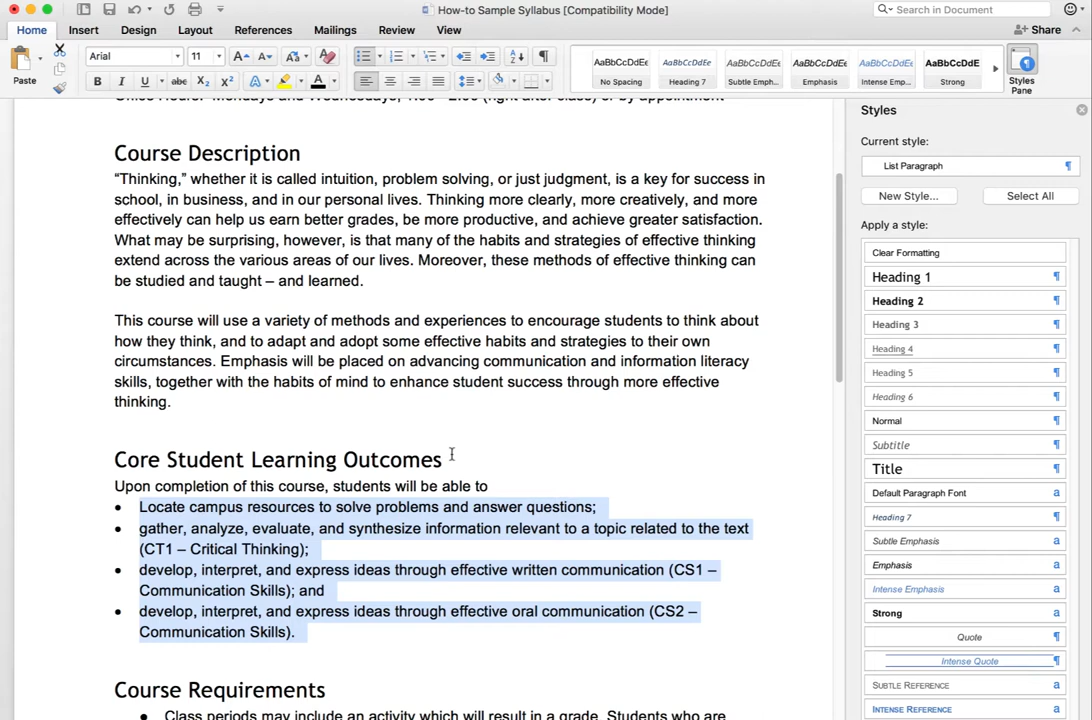 How-to Sample Syllabus [Compatibility Mode]
Search in Document
Home Insert Design Layout References Mailings Review View
Share
Paste
Arial 11
AaBbCcDdEe AaBbCcDdEe AaBbCcDdEe AaBbCcDdEe AaBbCcDdEe AaBbCcDdE
No Spacing Heading 7 Subtle Emph... Emphasis Intense Emp... Strong
Styles
Pane
Course Description
“Thinking,” whether it is called intuition, problem solving, or just judgment, is a key for success in
school, in business, and in our personal lives. Thinking more clearly, more creatively, and more
effectively can help us earn better grades, be more productive, and achieve greater satisfaction.
What may be surprising, however, is that many of the habits and strategies of effective thinking
extend across the various areas of our lives. Moreover, these methods of effective thinking can
be studied and taught – and learned.
This course will use a variety of methods and experiences to encourage students to think about
how they think, and to adapt and adopt some effective habits and strategies to their own
circumstances. Emphasis will be placed on advancing communication and information literacy
skills, together with the habits of mind to enhance student success through more effective
thinking.
Core Student Learning Outcomes
Upon completion of this course, students will be able to
• Locate campus resources to solve problems and answer questions;
• gather, analyze, evaluate, and synthesize information relevant to a topic related to the text
(CT1 – Critical Thinking);
• develop, interpret, and express ideas through effective written communication (CS1 –
Communication Skills); and
• develop, interpret, and express ideas through effective oral communication (CS2 –
Communication Skills).
Course Requirements
• Class periods may include an activity which will result in a grade. Students who are
Styles
Current style:
List Paragraph
New Style... Select All
Apply a style:
Clear Formatting
Heading 1
Heading 2
Heading 3
Heading 4
Heading 5
Heading 6
Normal
Subtitle
Title
Default Paragraph Font
Heading 7
Subtle Emphasis
Emphasis
Intense Emphasis
Strong
Quote
Intense Quote
Subtle Reference
Intense Reference